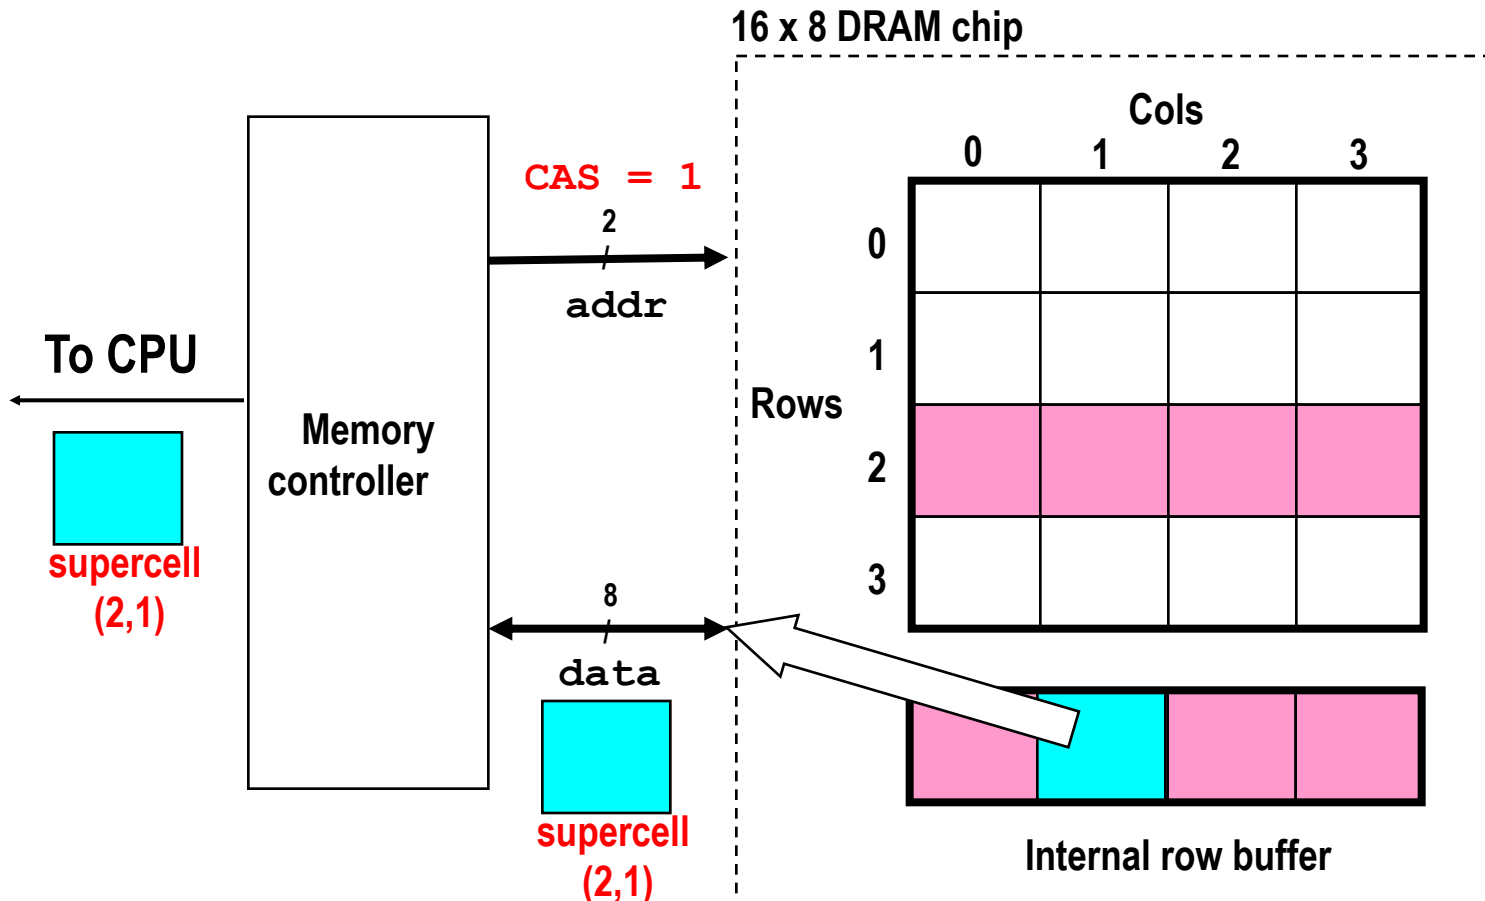 16 x 8 DRAM chip
Cols
0 1 2 3
CAS = 1
2
addr
0
1
Rows
2
3
To CPU
Memory
controller
supercell
(2,1)
8
data
supercell
(2,1)
Internal row buffer